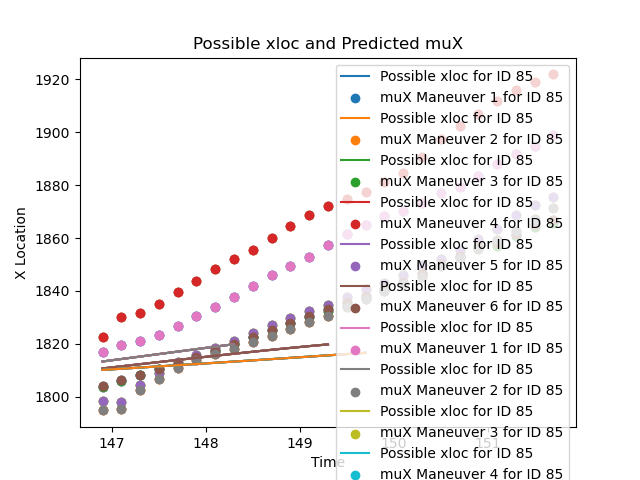 Possible xloc and Predicted muX
1920
1900
1880
1860
1840
1820
1800
X Location
147
148
149
150
151
Time
Possible xloc for ID 85
muX Maneuver 1 for ID 85
Possible xloc for ID 85
muX Maneuver 2 for ID 85
Possible xloc for ID 85
muX Maneuver 3 for ID 85
Possible xloc for ID 85
muX Maneuver 4 for ID 85
Possible xloc for ID 85
muX Maneuver 5 for ID 85
Possible xloc for ID 85
muX Maneuver 6 for ID 85
Possible xloc for ID 85
muX Maneuver 1 for ID 85
Possible xloc for ID 85
muX Maneuver 2 for ID 85
Possible xloc for ID 85
muX Maneuver 3 for ID 85
Possible xloc for ID 85
muX Maneuver 4 for ID 85